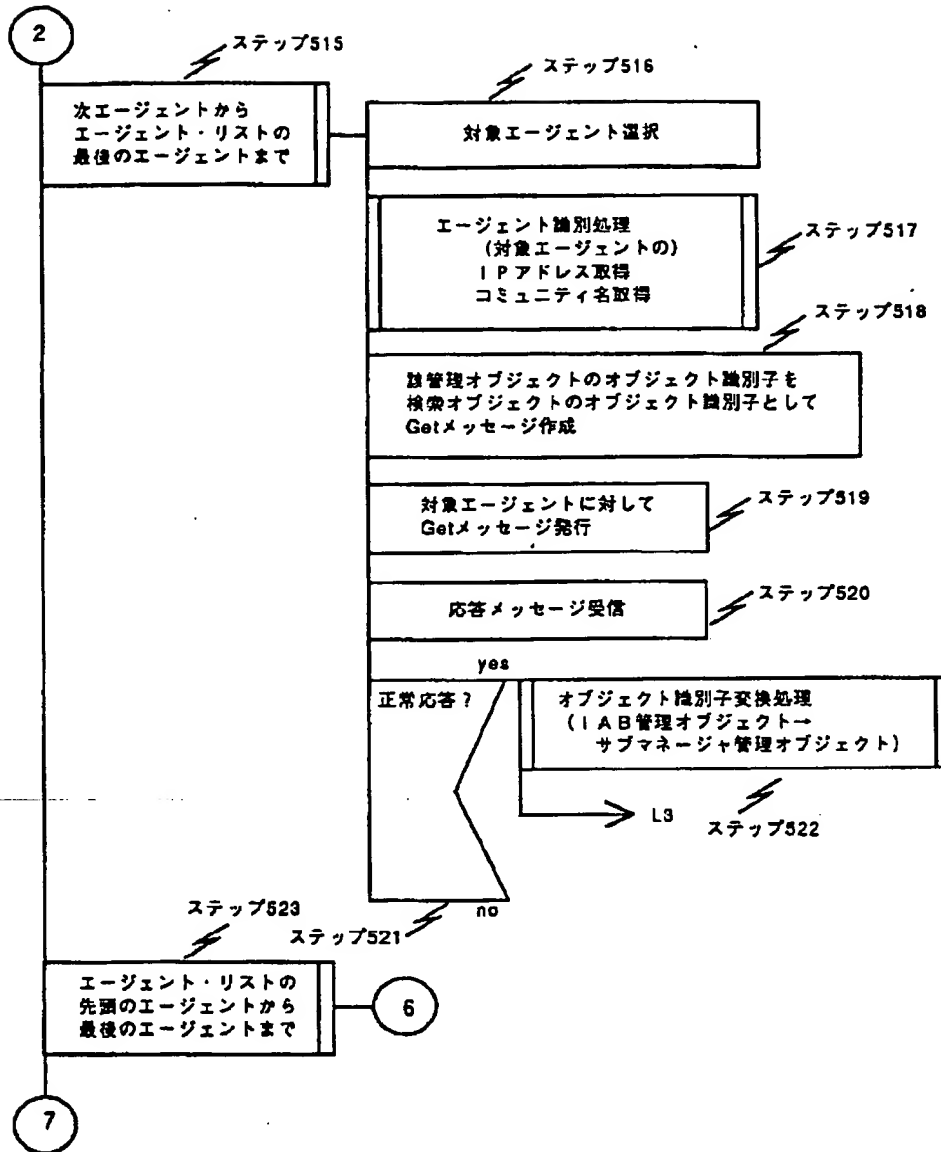 2
ステップ515
次エージェントから
エージェント・リストの
最後のエージェントまで
ステップ516
対象エージェント選択
エージェント識別処理
(対象エージェントの)
IPアドレス取得
コミュニティ名取得
ステップ517
ステップ518
該管理オブジェクトのオブジェクト識別子を
検索オブジェクトのオブジェクト識別子として
Getメッセージ作成
対象エージェントに対して
Getメッセージ発行
ステップ519
応答メッセージ受信
ステップ520
yes
正常応答?
オブジェクト識別子変換処理
(IAB管理オブジェクト→
サブマネージャ管理オブジェクト)
L3
ステップ522
no
ステップ521
ステップ523
エージェント・リストの
先頭のエージェントから
最後のエージェントまで
6
7